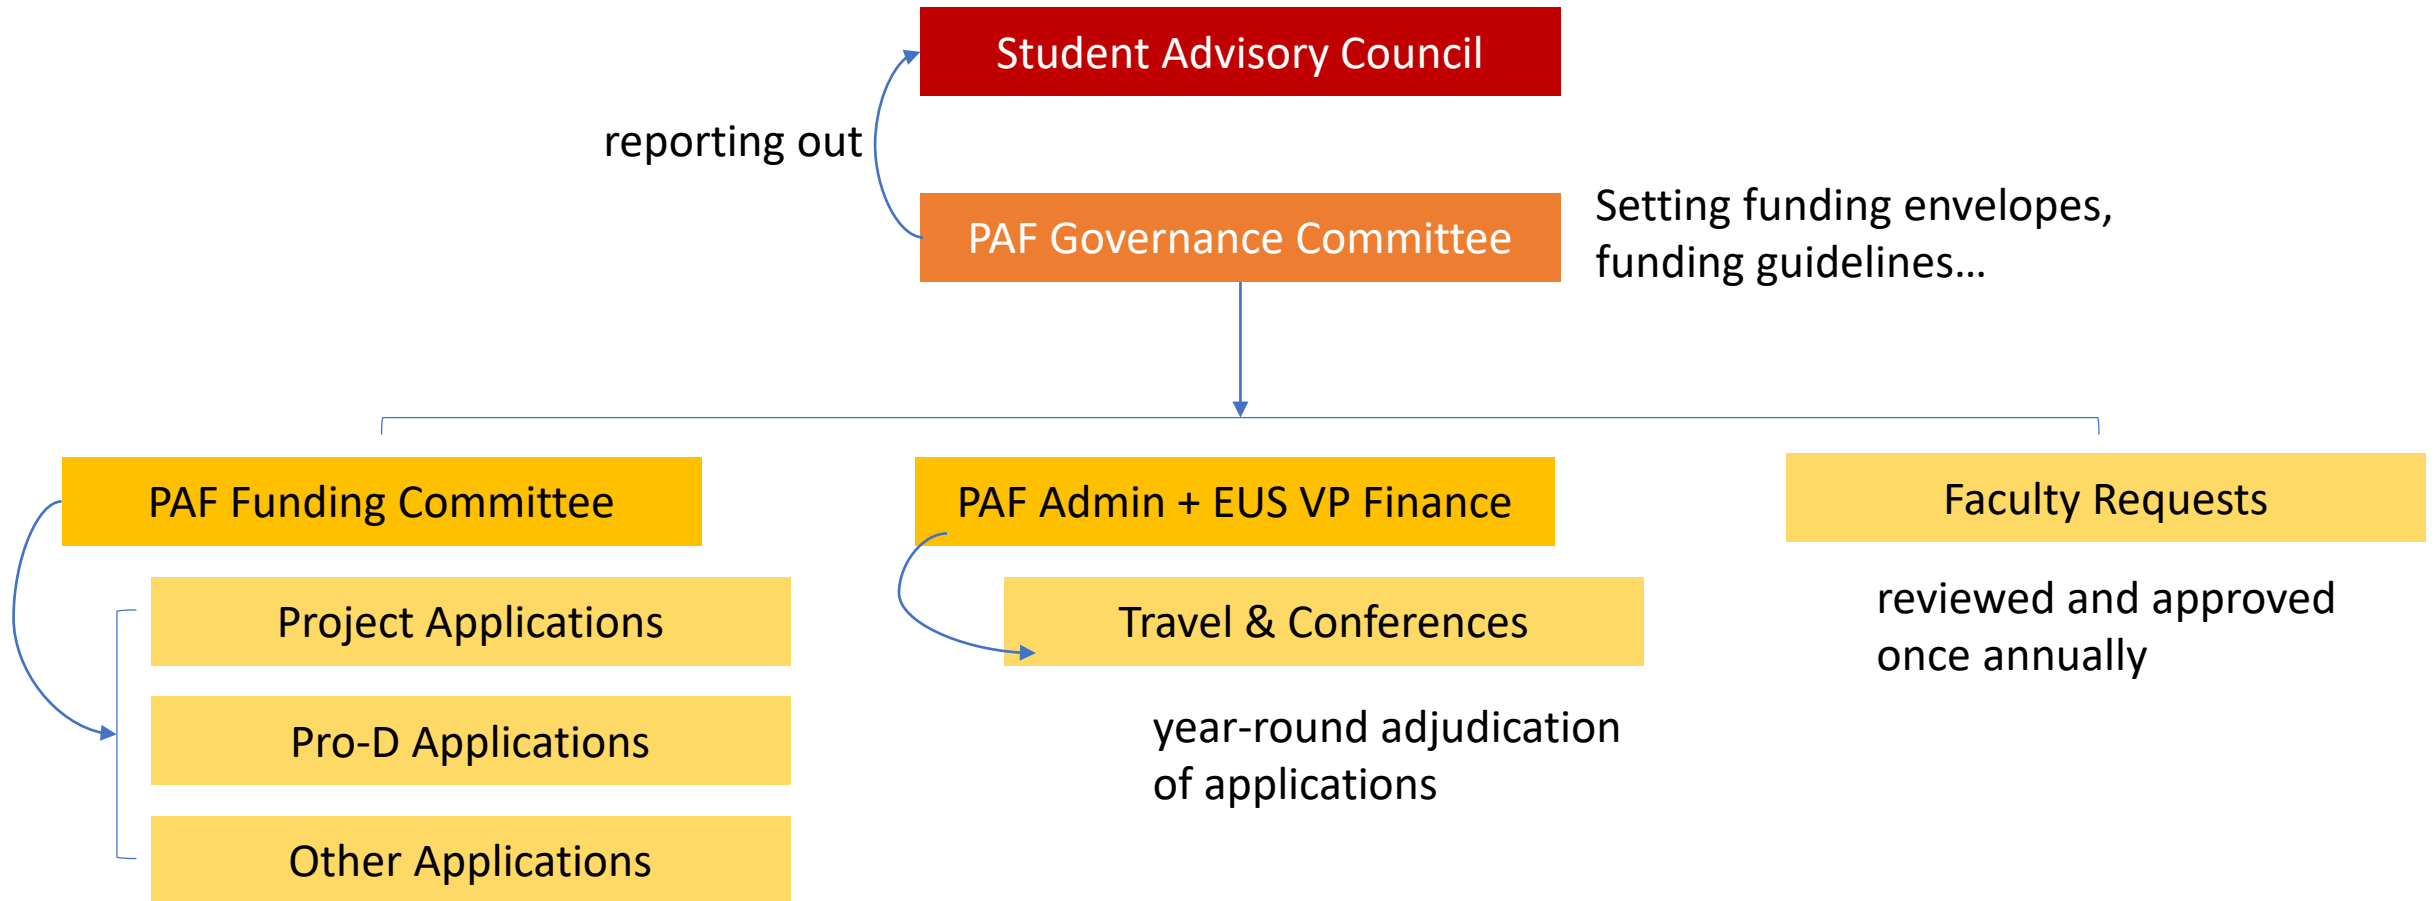 Student Advisory Council
reporting out
PAF Governance Committee
Setting funding envelopes,
funding guidelines…
PAF Funding Committee
PAF Admin + EUS VP Finance
Faculty Requests
Project Applications
Pro-D Applications
Other Applications
Travel & Conferences
year-round adjudication
of applications
reviewed and approved
once annually